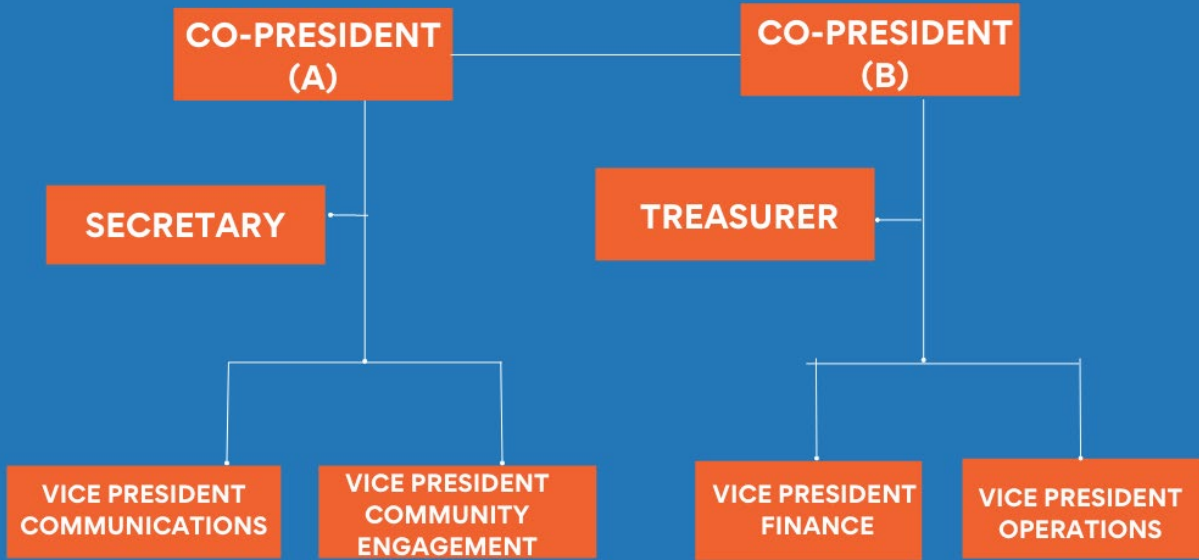 CO-PRESIDENT
(A)
CO-PRESIDENT
(B)
SECRETARY
TREASURER
VICE PRESIDENT
COMMUNICATIONS
VICE PRESIDENT
COMMUNITY
ENGAGEMENT
VICE PRESIDENT
FINANCE
VICE PRESIDENT
OPERATIONS